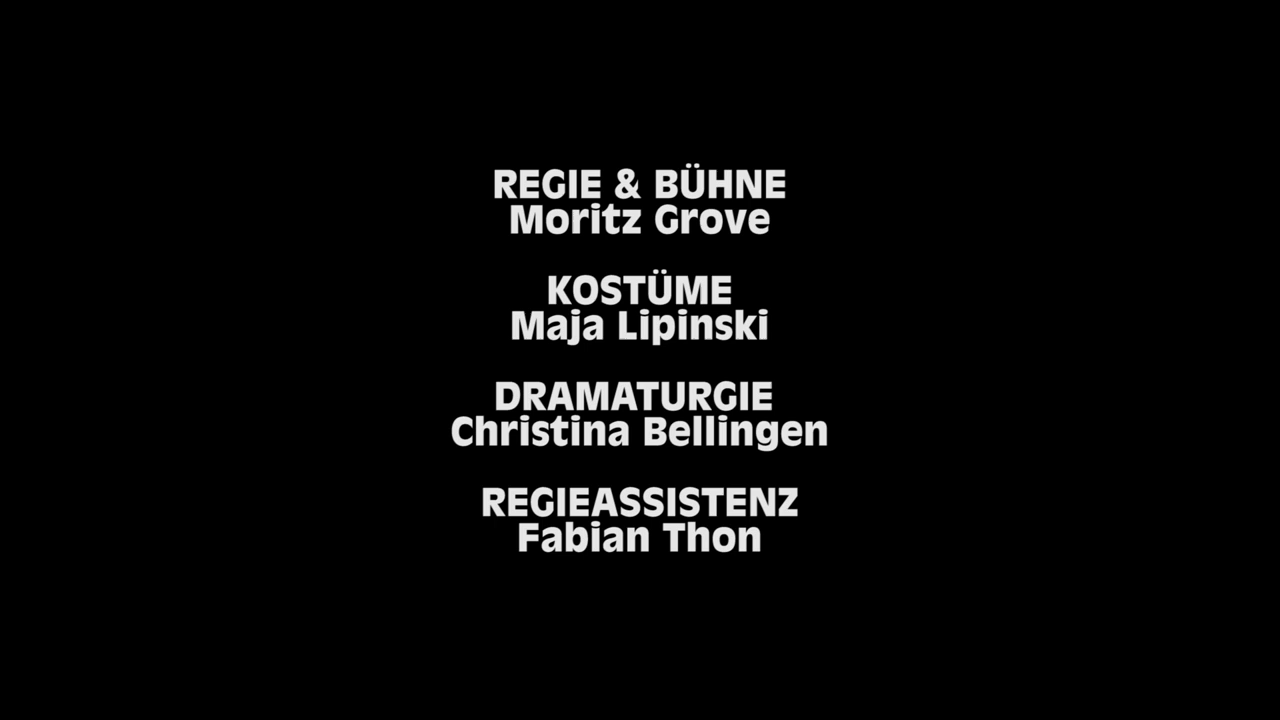 REGIE & BÜHNE
Moritz Grove
KOSTÜME
Maja Lipinski
DRAMATURGIE
Christina Bellingen
REGIEASSISTENZ
Fabian Thon